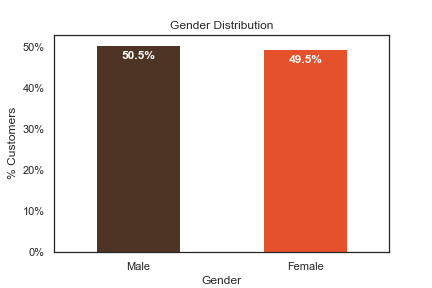 Gender Distribution
50%
40%
30%
20%
10%
0%
% Customers
50.5%
49.5%
Male
Female
Gender